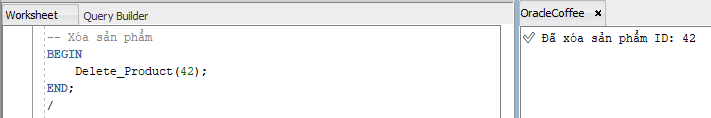 Worksheet Query Builder
-- Xóa sản phẩm
BEGIN
Delete_Product(42);
END;
/
OracleCoffee ×
Đã xóa sản phẩm ID: 42